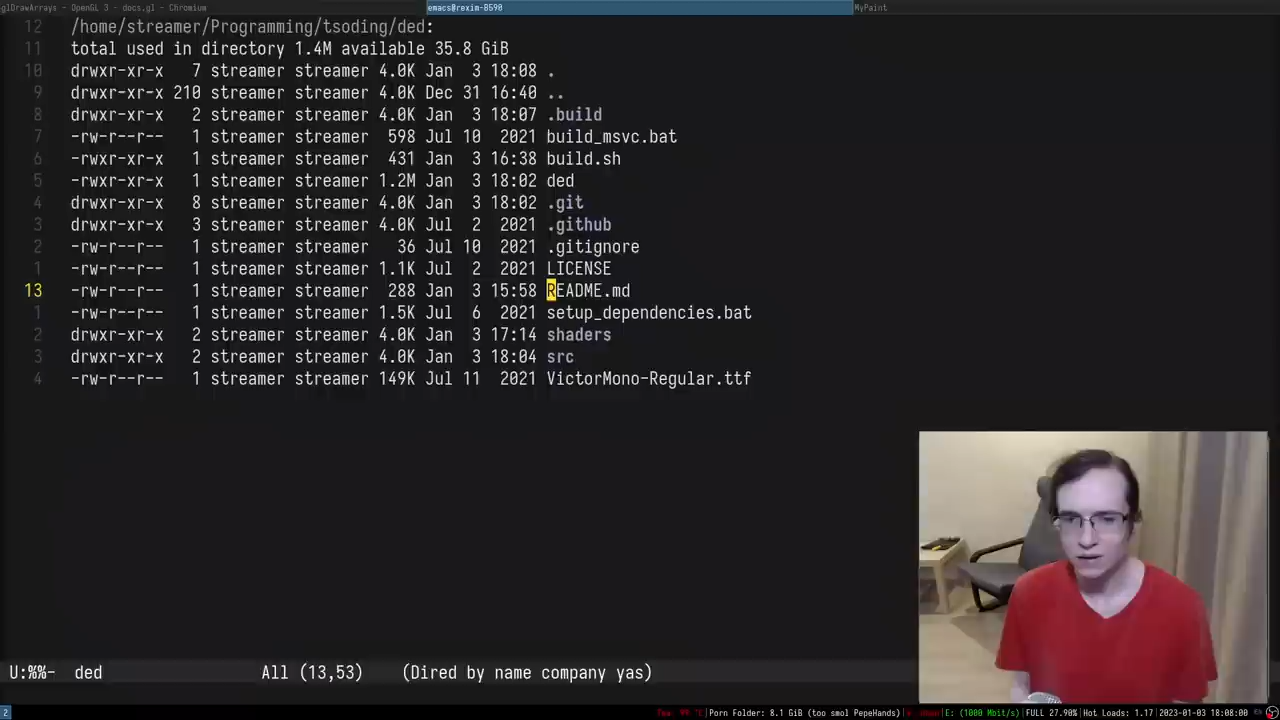 glDrawArrays - OpenGL 3 - docs.gl - Chromium
emacs@rexim-B590
MyPaint
12 /home/streamer/Programming/tsoding/ded:
11 total used in directory 1.4M available 35.8 GiB
10 drwxr-xr-x 7 streamer streamer 4.0K Jan 3 18:08 .
9 drwxr-xr-x 210 streamer streamer 4.0K Dec 31 16:40 ..
8 drwxr-xr-x 2 streamer streamer 4.0K Jan 3 18:07 .build
7 -rw-r--r-- 1 streamer streamer 598 Jul 10 2021 build_msvc.bat
6 -rwxr-xr-x 1 streamer streamer 431 Jan 3 16:38 build.sh
5 -rwxr-xr-x 1 streamer streamer 1.2M Jan 3 18:02 ded
4 drwxr-xr-x 8 streamer streamer 4.0K Jan 3 18:02 .git
3 drwxr-xr-x 3 streamer streamer 4.0K Jul 2 2021 .github
2 -rw-r--r-- 1 streamer streamer 36 Jul 10 2021 .gitignore
1 -rw-r--r-- 1 streamer streamer 1.1K Jul 2 2021 LICENSE
13 -rw-r--r-- 1 streamer streamer 288 Jan 3 15:58 README.md
1 -rw-r--r-- 1 streamer streamer 1.5K Jul 6 2021 setup_dependencies.bat
2 drwxr-xr-x 2 streamer streamer 4.0K Jan 3 17:14 shaders
3 drwxr-xr-x 2 streamer streamer 4.0K Jan 3 18:04 src
4 -rw-r--r-- 1 streamer streamer 149K Jul 11 2021 VictorMono-Regular.ttf
U:%%- ded All (13,53) (Dired by name company yas)
2 |Porn Folder: 8.1 GiB (too smol PepeHands)| E: (1000 Mbit/s)|FULL 27.90%|Hot Loads: 1.17|2023-01-03 18:08:00